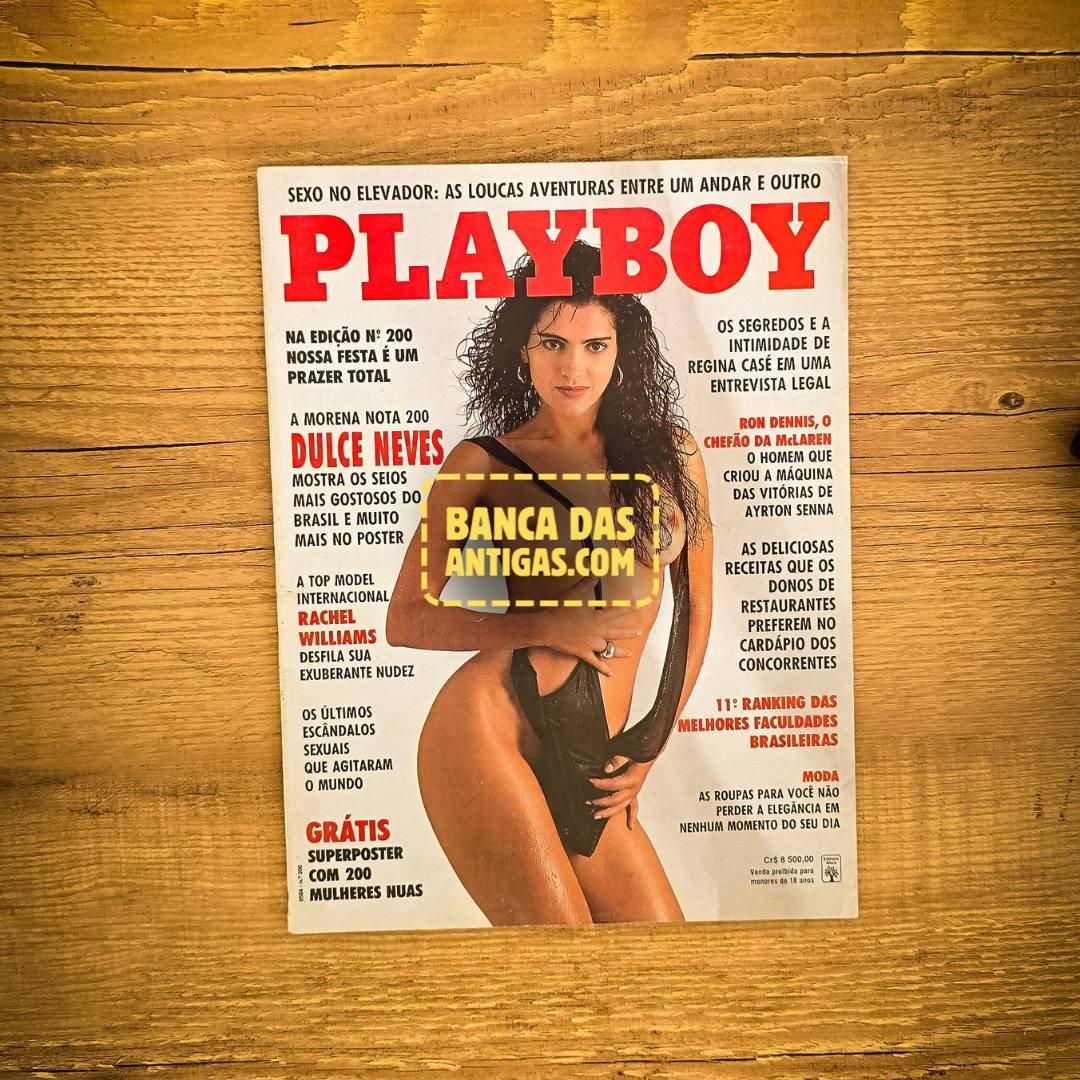 SEXO NO ELEVADOR: AS LOUCAS AVENTURAS ENTRE UM ANDAR E OUTRO
PLAYBOY
NA EDIÇÃO Nº 200
NOSSA FESTA É UM
PRAZER TOTAL
A MORENA NOTA 200
DULCE NEVES
MOSTRA OS SEIOS
MAIS GOSTOSOS DO
BRASIL E MUITO
MAIS NO POSTER
A TOP MODEL
INTERNACIONAL
RACHEL
WILLIAMS
DESFILA SUA
EXUBERANTE NUDEZ
OS ÚLTIMOS
ESCÂNDALOS
SEXUAIS
QUE AGITARAM
O MUNDO
GRÁTIS
SUPERPOSTER
COM 200
MULHERES NUAS
BANCA DAS
ANTIGAS.COM
OS SEGREDOS E A
INTIMIDADE DE
REGINA CASÉ EM UMA
ENTREVISTA LEGAL
RON DENNIS, O
CHEFÃO DA McLAREN
O HOMEM QUE
CRIOU A MÁQUINA
DAS VITÓRIAS DE
AYRTON SENNA
AS DELICIOSAS
RECEITAS QUE OS
DONOS DE
RESTAURANTES
PREFEREM NO
CARDÁPIO DOS
CONCORRENTES
11º RANKING DAS
MELHORES FACULDADES
BRASILEIRAS
MODA
AS ROUPAS PARA VOCÊ NÃO
PERDER A ELEGÂNCIA EM
NENHUM MOMENTO DO SEU DIA
Cr$ 8 500,00
Venda proibida para
menores de 18 anos